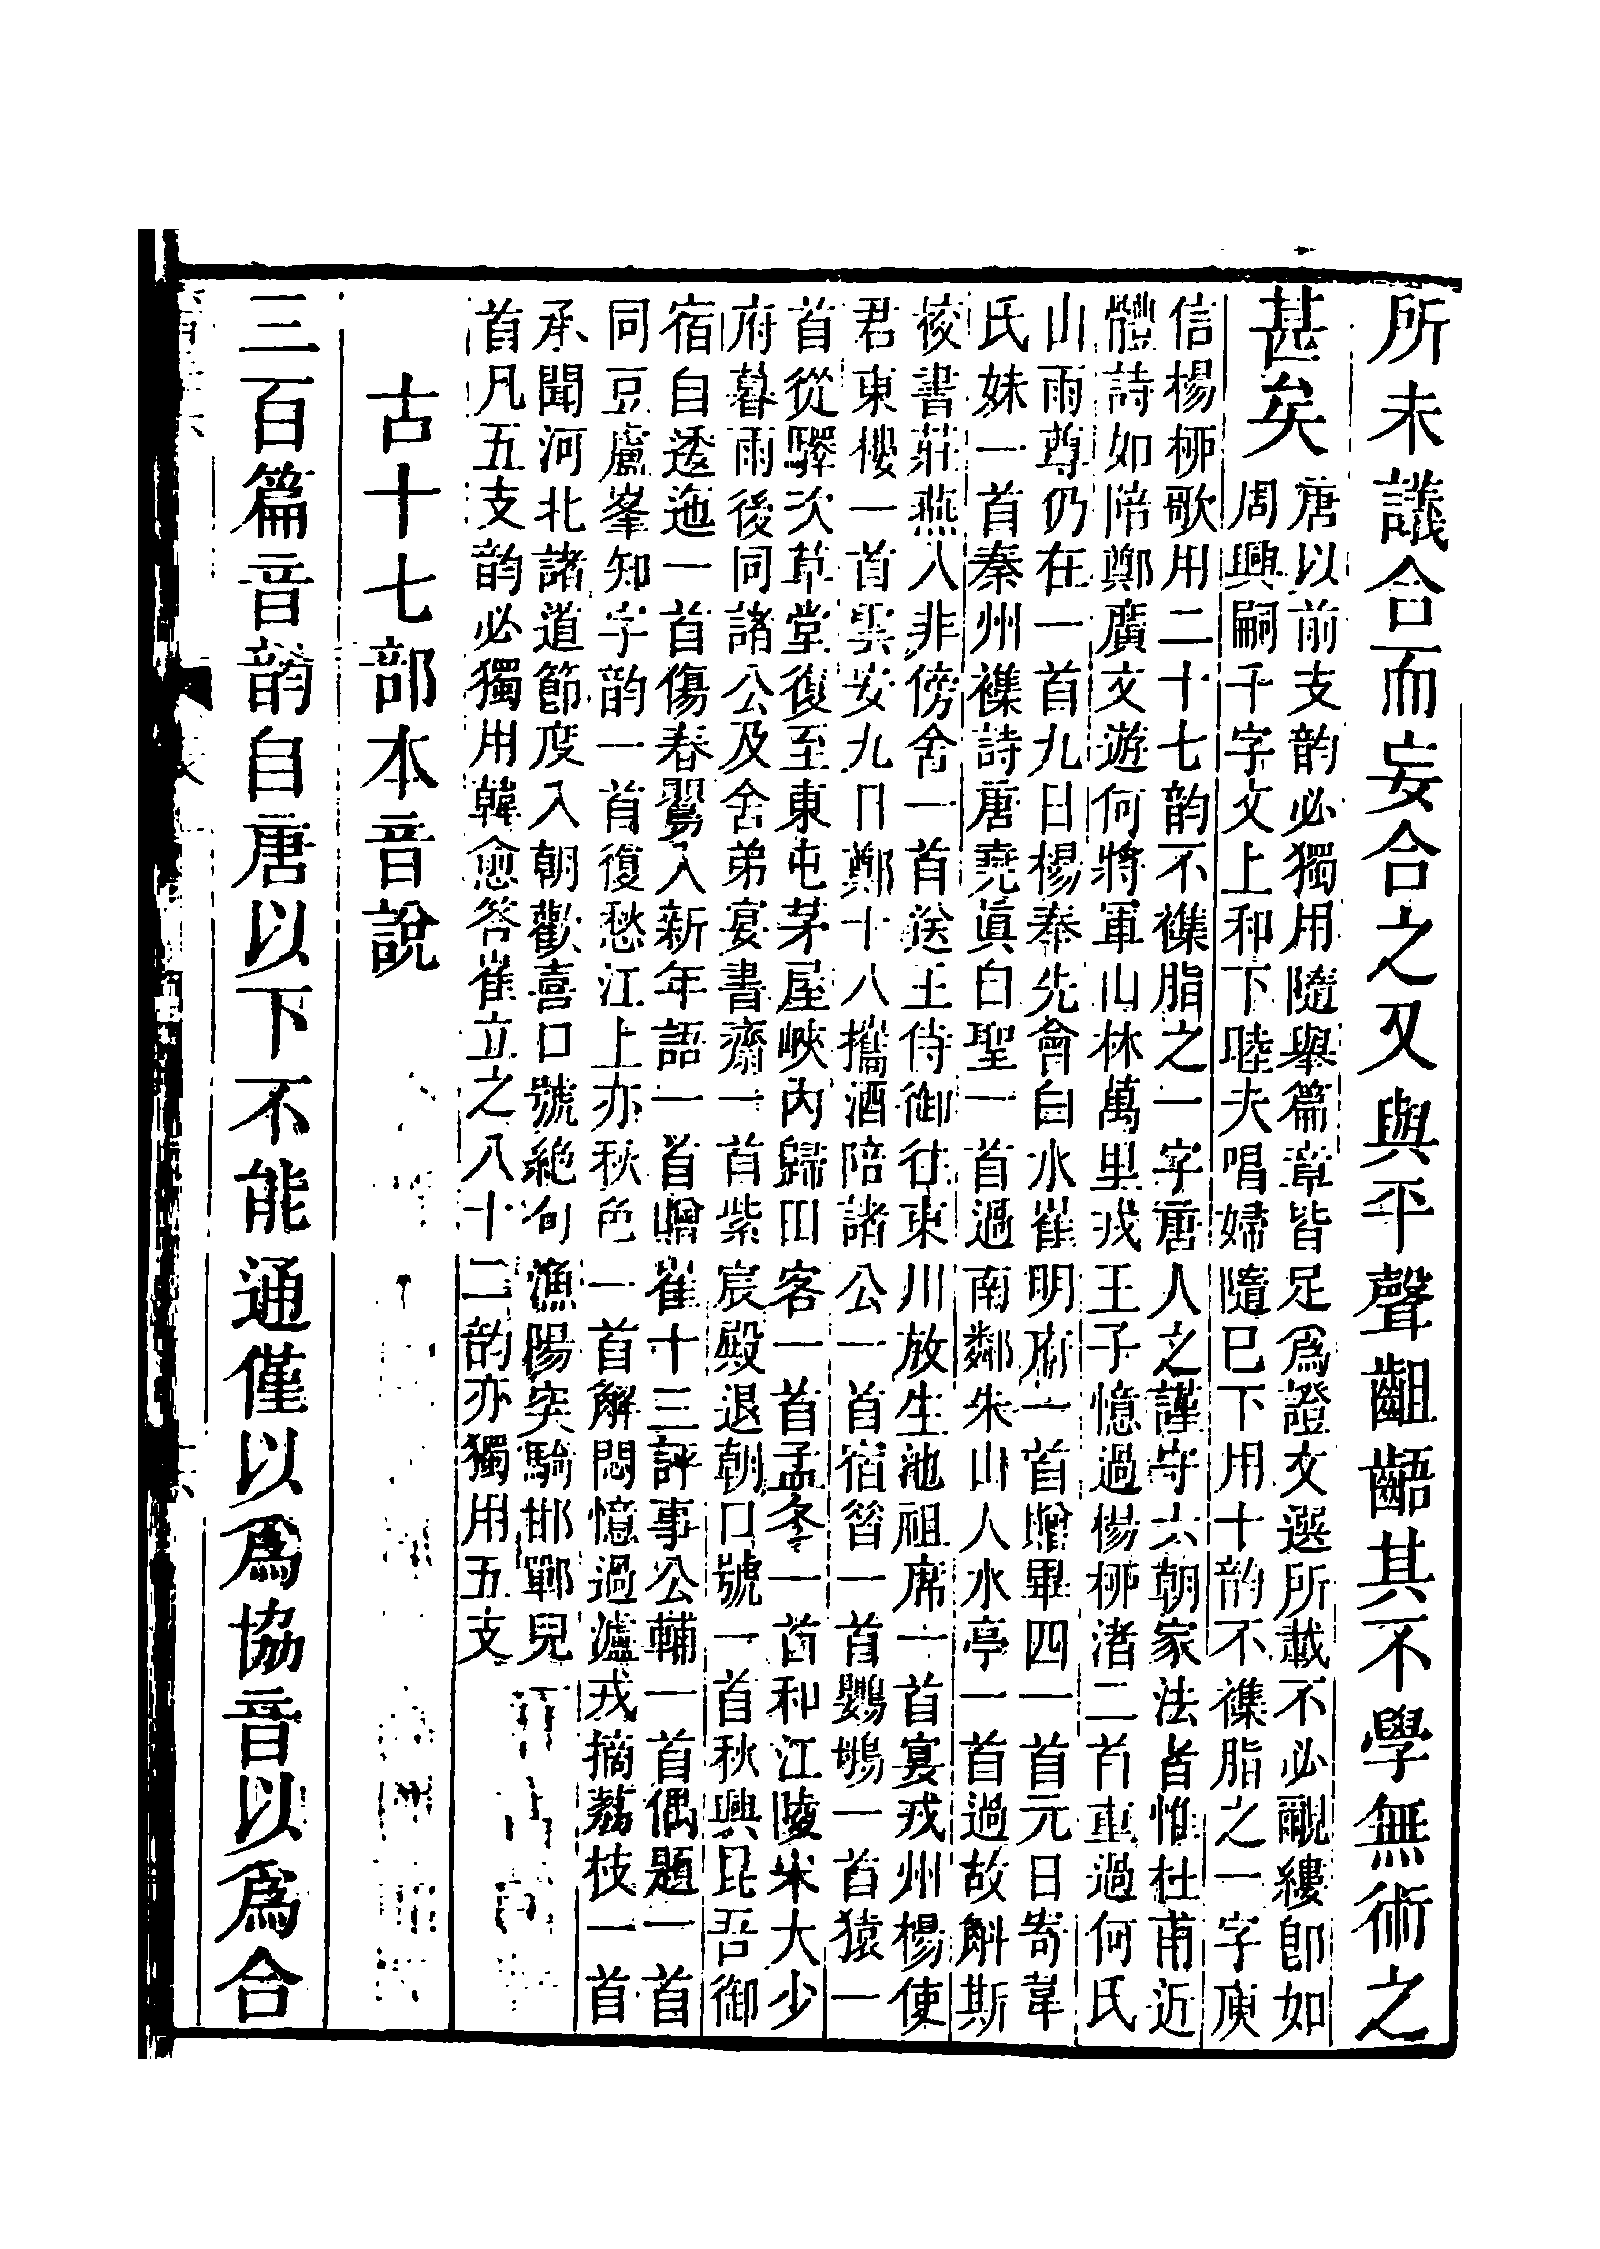 所未議合而妄合之又與平聲齟齬其不學無術之
甚矣
唐以前支韵必獨用隨舉篇章皆足爲證文選所載不必覼縷卽如
周興嗣千字文上和下睦夫唱婦隨已下用十韵不襍脂之一字庾
信楊桺歌用二十七韵不襍脂之一字唐人之謹守六朝家法者惟杜甫近
體詩如陪鄭廣文遊何將軍山林萬里戎王子憶過楊桺渚二首重過何氏
山雨尊仍在一首九日楊奉先會白水崔明府一首贈畢四一首元日寄韋
氏妹一首秦州襍詩唐堯眞自聖一首過南鄰朱山人水亭一首過故斛斯
挍書莊燕入非傍舍一首送王侍御往東川放生池祖席一首宴戎州楊使
君東樓一首雲安九日鄭十八攜酒陪諸公一首宿昝一首鸚鵡一首猿一
首從驛次草堂復至東屯茅屋峽內歸田客一首孟冬一首和江陵宋大少
府暮雨後同諸公及舍弟宴書齋一首紫宸殿退朝口號一首秋興昆吾御
宿自逶迤一首傷春鶯入新年語一首贈崔十三評事公輔一首偶題一首
同豆盧峯知字韵一首復愁江上亦秋色一首解悶憶過瀘戎摘荔枝一首
承聞河北諸道節度入朝歡喜口號絶句漁陽突騎邯鄲兒
首凡五支韵必獨用韓愈答崔立之八十二韵亦獨用五支
古十七部本音說
三百篇音韵自唐以下不能通僅以爲協音以爲合